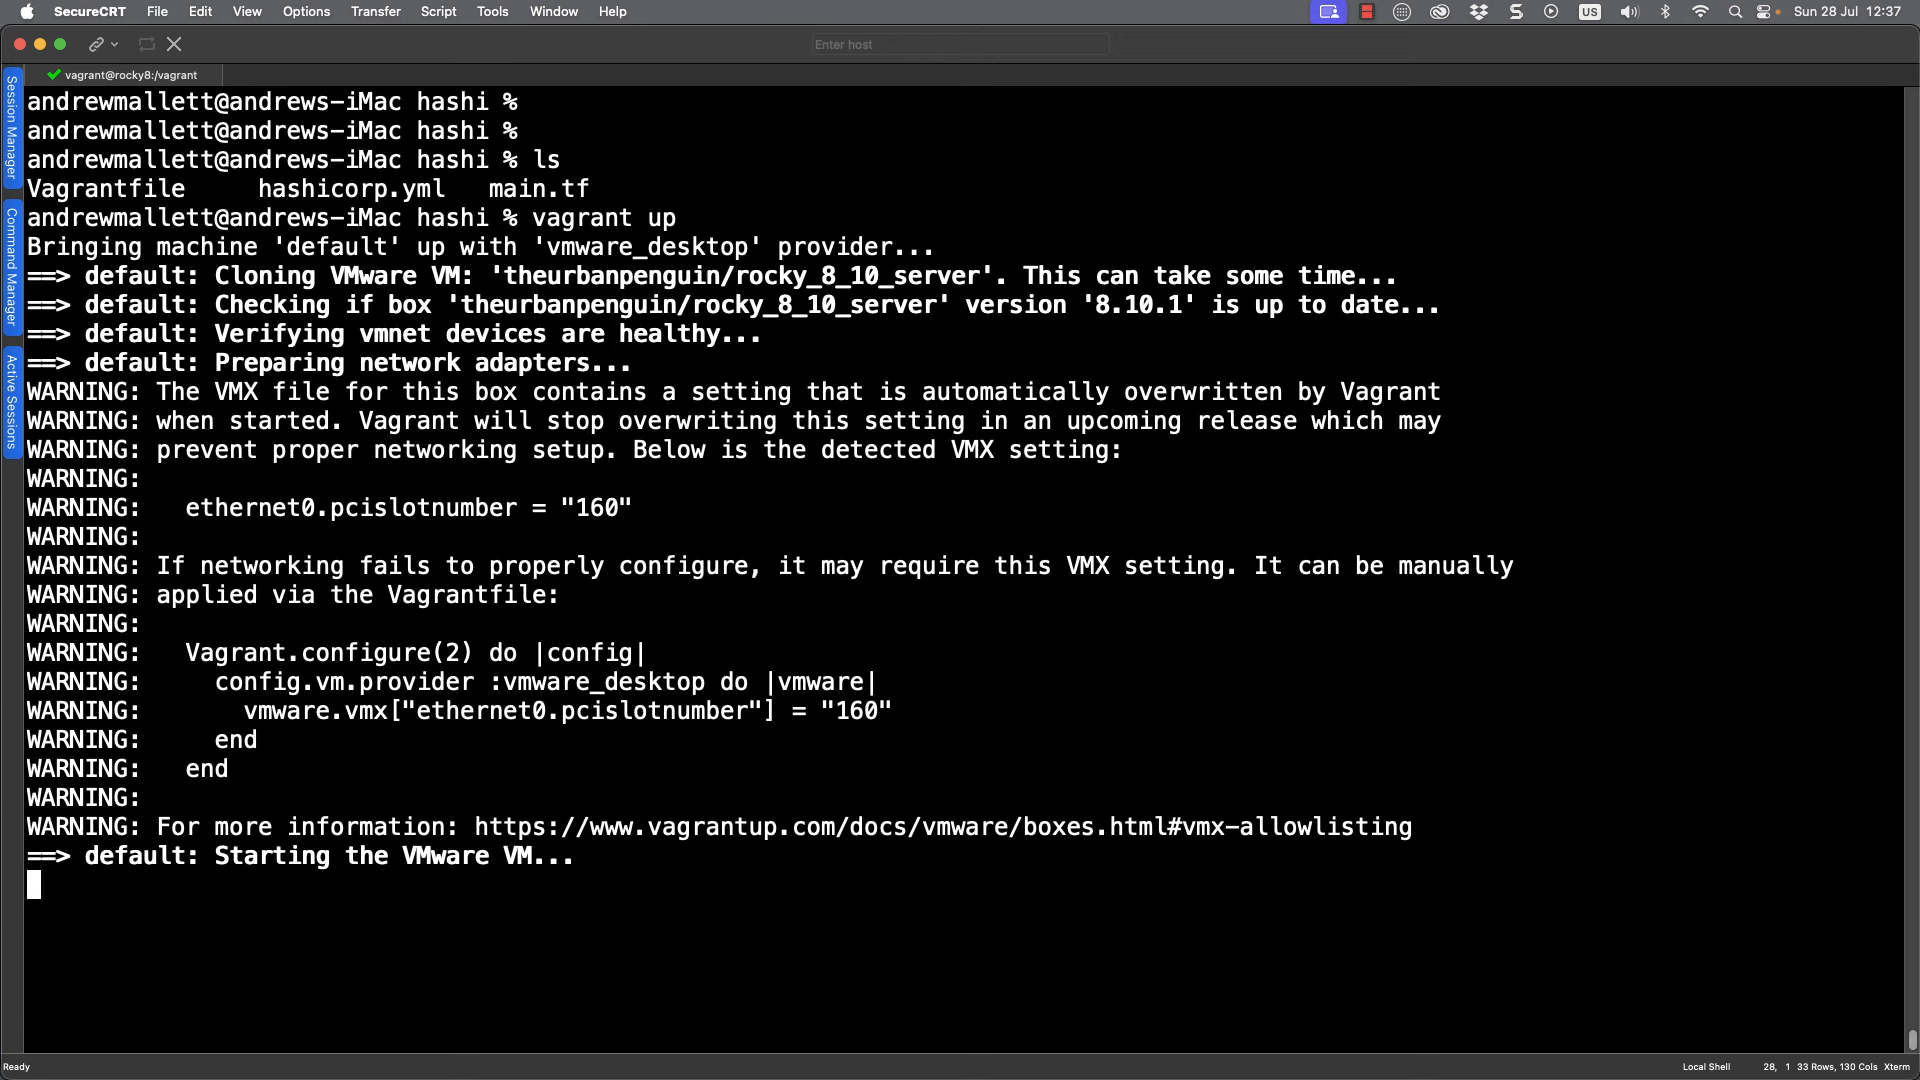 SecureCRT File Edit View Options Transfer Script Tools Window Help US Sun 28 Jul 12:37
Enter host
vagrant@rocky8:/vagrant
Session Manager
Command Manager
Active Sessions
andrewmallett@andrews-iMac hashi %
andrewmallett@andrews-iMac hashi %
andrewmallett@andrews-iMac hashi % ls
Vagrantfile hashicorp.yml main.tf
andrewmallett@andrews-iMac hashi % vagrant up
Bringing machine 'default' up with 'vmware_desktop' provider...
==> default: Cloning VMware VM: 'theurbanpenguin/rocky_8_10_server'. This can take some time...
==> default: Checking if box 'theurbanpenguin/rocky_8_10_server' version '8.10.1' is up to date...
==> default: Verifying vmnet devices are healthy...
==> default: Preparing network adapters...
WARNING: The VMX file for this box contains a setting that is automatically overwritten by Vagrant
WARNING: when started. Vagrant will stop overwriting this setting in an upcoming release which may
WARNING: prevent proper networking setup. Below is the detected VMX setting:
WARNING:
WARNING:   ethernet0.pcislotnumber = "160"
WARNING:
WARNING: If networking fails to properly configure, it may require this VMX setting. It can be manually
WARNING: applied via the Vagrantfile:
WARNING:
WARNING:   Vagrant.configure(2) do |config|
WARNING:     config.vm.provider :vmware_desktop do |vmware|
WARNING:       vmware.vmx["ethernet0.pcislotnumber"] = "160"
WARNING:     end
WARNING:   end
WARNING:
WARNING: For more information: https://www.vagrantup.com/docs/vmware/boxes.html#vmx-allowlisting
==> default: Starting the VMware VM...
Ready Local Shell 28, 1 33 Rows, 130 Cols Xterm